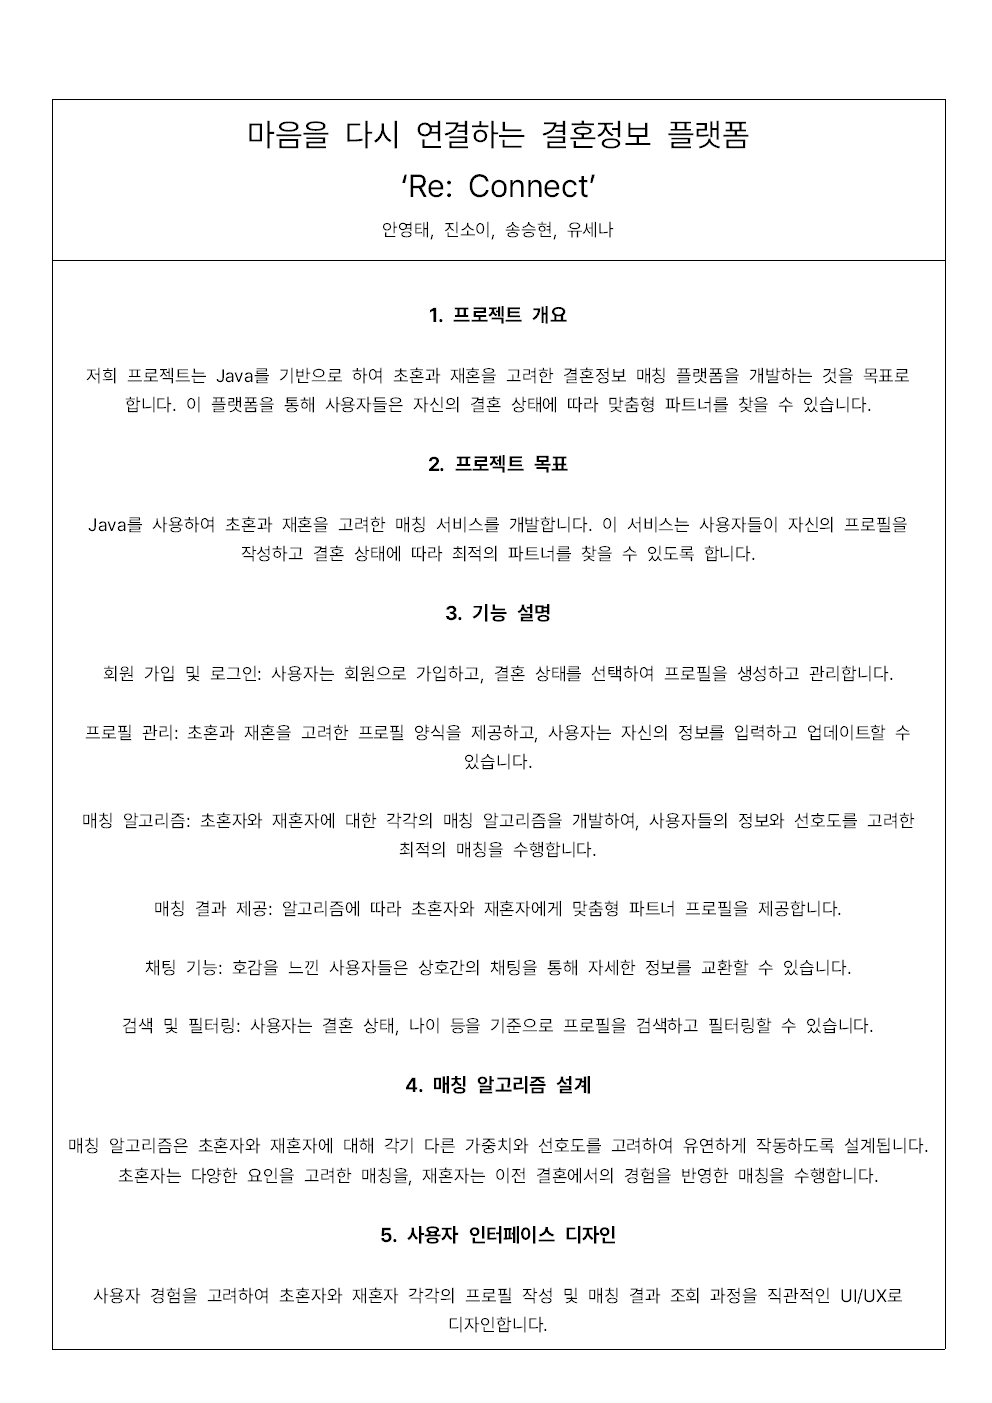 마음을 다시 연결하는 결혼정보 플랫폼
‘Re: Connect’
안영태, 진소이, 송승현, 유세나
1. 프로젝트 개요
저희 프로젝트는 Java를 기반으로 하여 초혼과 재혼을 고려한 결혼정보 매칭 플랫폼을 개발하는 것을 목표로
합니다. 이 플랫폼을 통해 사용자들은 자신의 결혼 상태에 따라 맞춤형 파트너를 찾을 수 있습니다.
2. 프로젝트 목표
Java를 사용하여 초혼과 재혼을 고려한 매칭 서비스를 개발합니다. 이 서비스는 사용자들이 자신의 프로필을
작성하고 결혼 상태에 따라 최적의 파트너를 찾을 수 있도록 합니다.
3. 기능 설명
회원 가입 및 로그인: 사용자는 회원으로 가입하고, 결혼 상태를 선택하여 프로필을 생성하고 관리합니다.
프로필 관리: 초혼과 재혼을 고려한 프로필 양식을 제공하고, 사용자는 자신의 정보를 입력하고 업데이트할 수
있습니다.
매칭 알고리즘: 초혼자와 재혼자에 대한 각각의 매칭 알고리즘을 개발하여, 사용자들의 정보와 선호도를 고려한
최적의 매칭을 수행합니다.
매칭 결과 제공: 알고리즘에 따라 초혼자와 재혼자에게 맞춤형 파트너 프로필을 제공합니다.
채팅 기능: 호감을 느낀 사용자들은 상호간의 채팅을 통해 자세한 정보를 교환할 수 있습니다.
검색 및 필터링: 사용자는 결혼 상태, 나이 등을 기준으로 프로필을 검색하고 필터링할 수 있습니다.
4. 매칭 알고리즘 설계
매칭 알고리즘은 초혼자와 재혼자에 대해 각기 다른 가중치와 선호도를 고려하여 유연하게 작동하도록 설계됩니다.
초혼자는 다양한 요인을 고려한 매칭을, 재혼자는 이전 결혼에서의 경험을 반영한 매칭을 수행합니다.
5. 사용자 인터페이스 디자인
사용자 경험을 고려하여 초혼자와 재혼자 각각의 프로필 작성 및 매칭 결과 조회 과정을 직관적인 UI/UX로
디자인합니다.